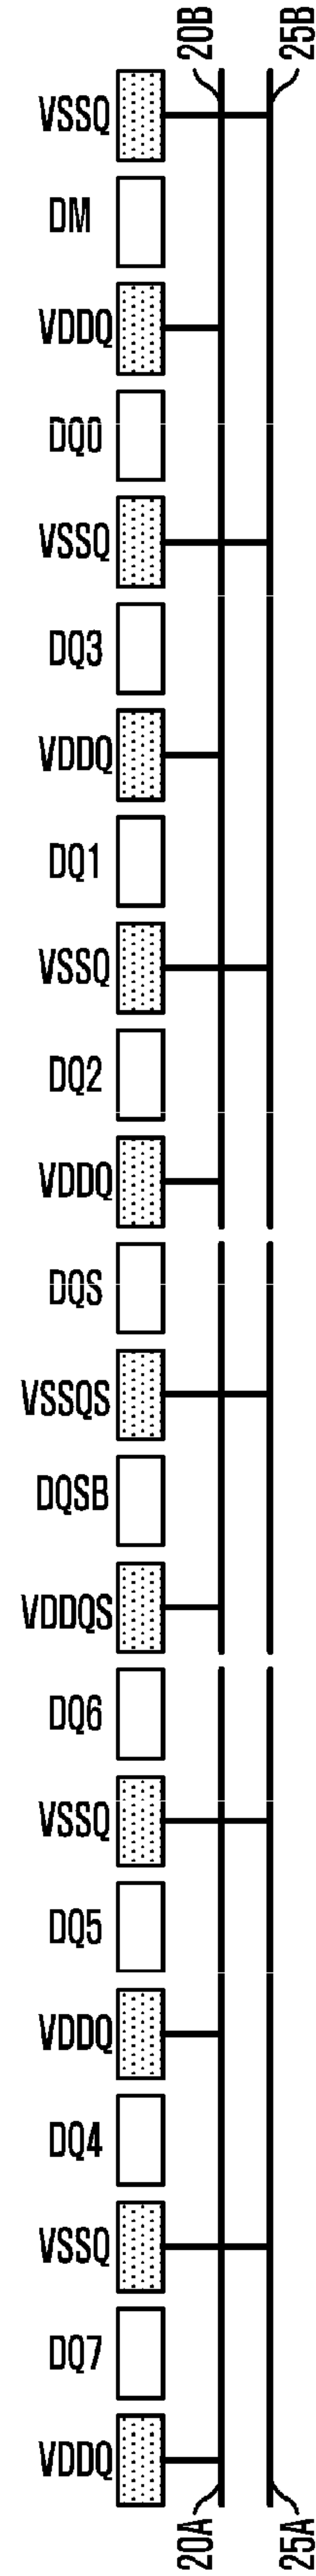 VSSQ
DM
VDDQ
DQ0
VSSQ
DQ3
VDDQ
DQ1
VSSQ
DQ2
VDDQ
DQS
VSSQS
DQSB
VDDQS
DQ6
VSSQ
DQ5
VDDQ
DQ4
VSSQ
DQ7
VDDQ
20B
25B
20A
25A